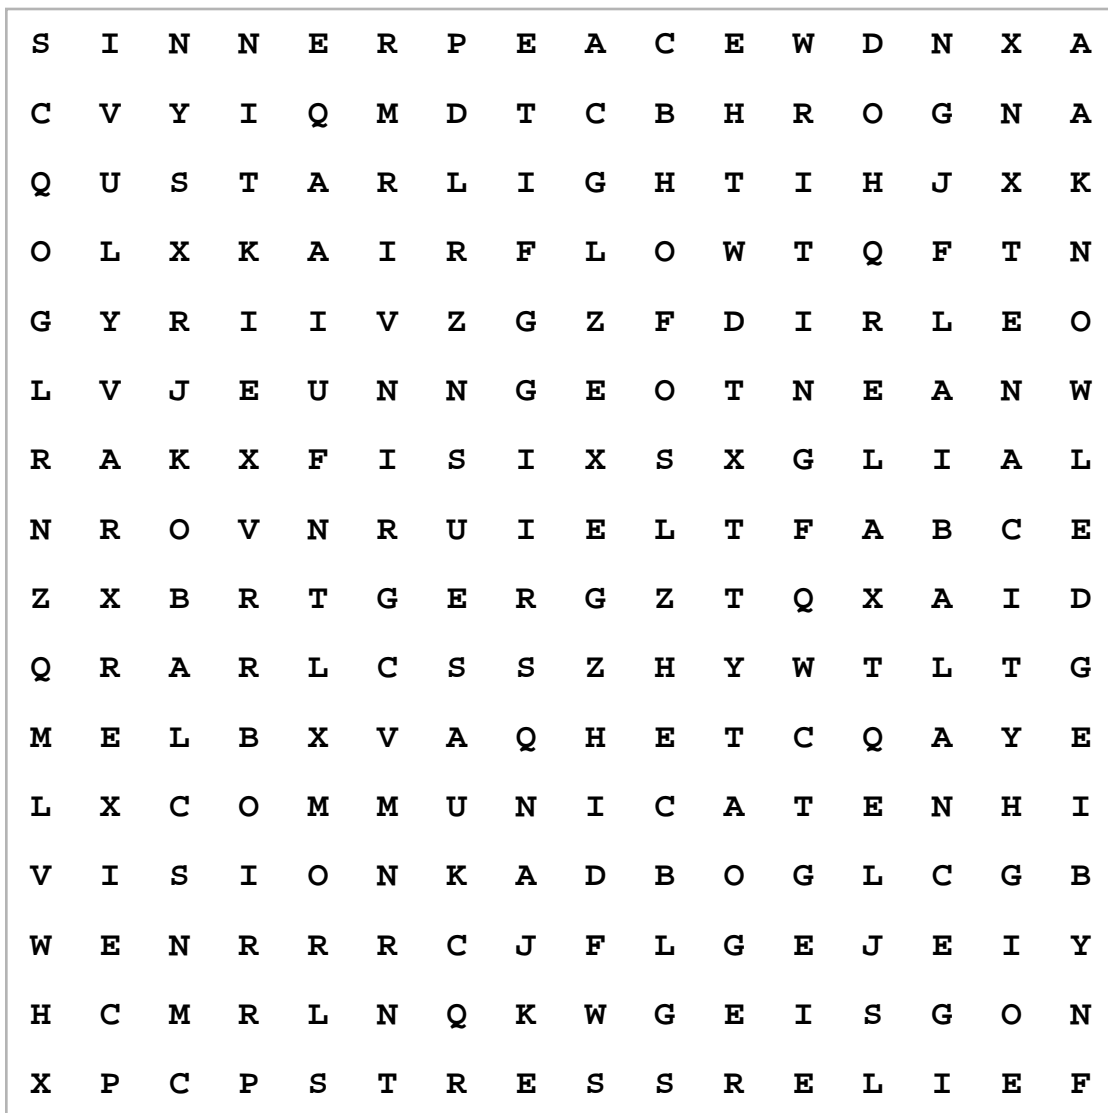 S I N N E R P E A C E W D N X A
C V Y I Q M D T C B H R O G N A
Q U S T A R L I G H T I H J X K
O L X K A I R F L O W T Q F T N
G Y R I I V Z G Z F D I R L E O
L V J E U N N G E O T N E A N W
R A K X F I S I X S X G L I A L
N R O V N R U I E L T F A B C E
Z X B R T G E R G Z T Q X A I D
Q R A R L C S S Z H Y W T L T G
M E L B X V A Q H E T C Q A Y E
L X C O M M U N I C A T E N H I
V I S I O N K A D B O G L C G B
W E N R R R C J F L G E J E I Y
H C M R L N Q K W G E I S G O N
X P C P S T R E S S R E L I E F